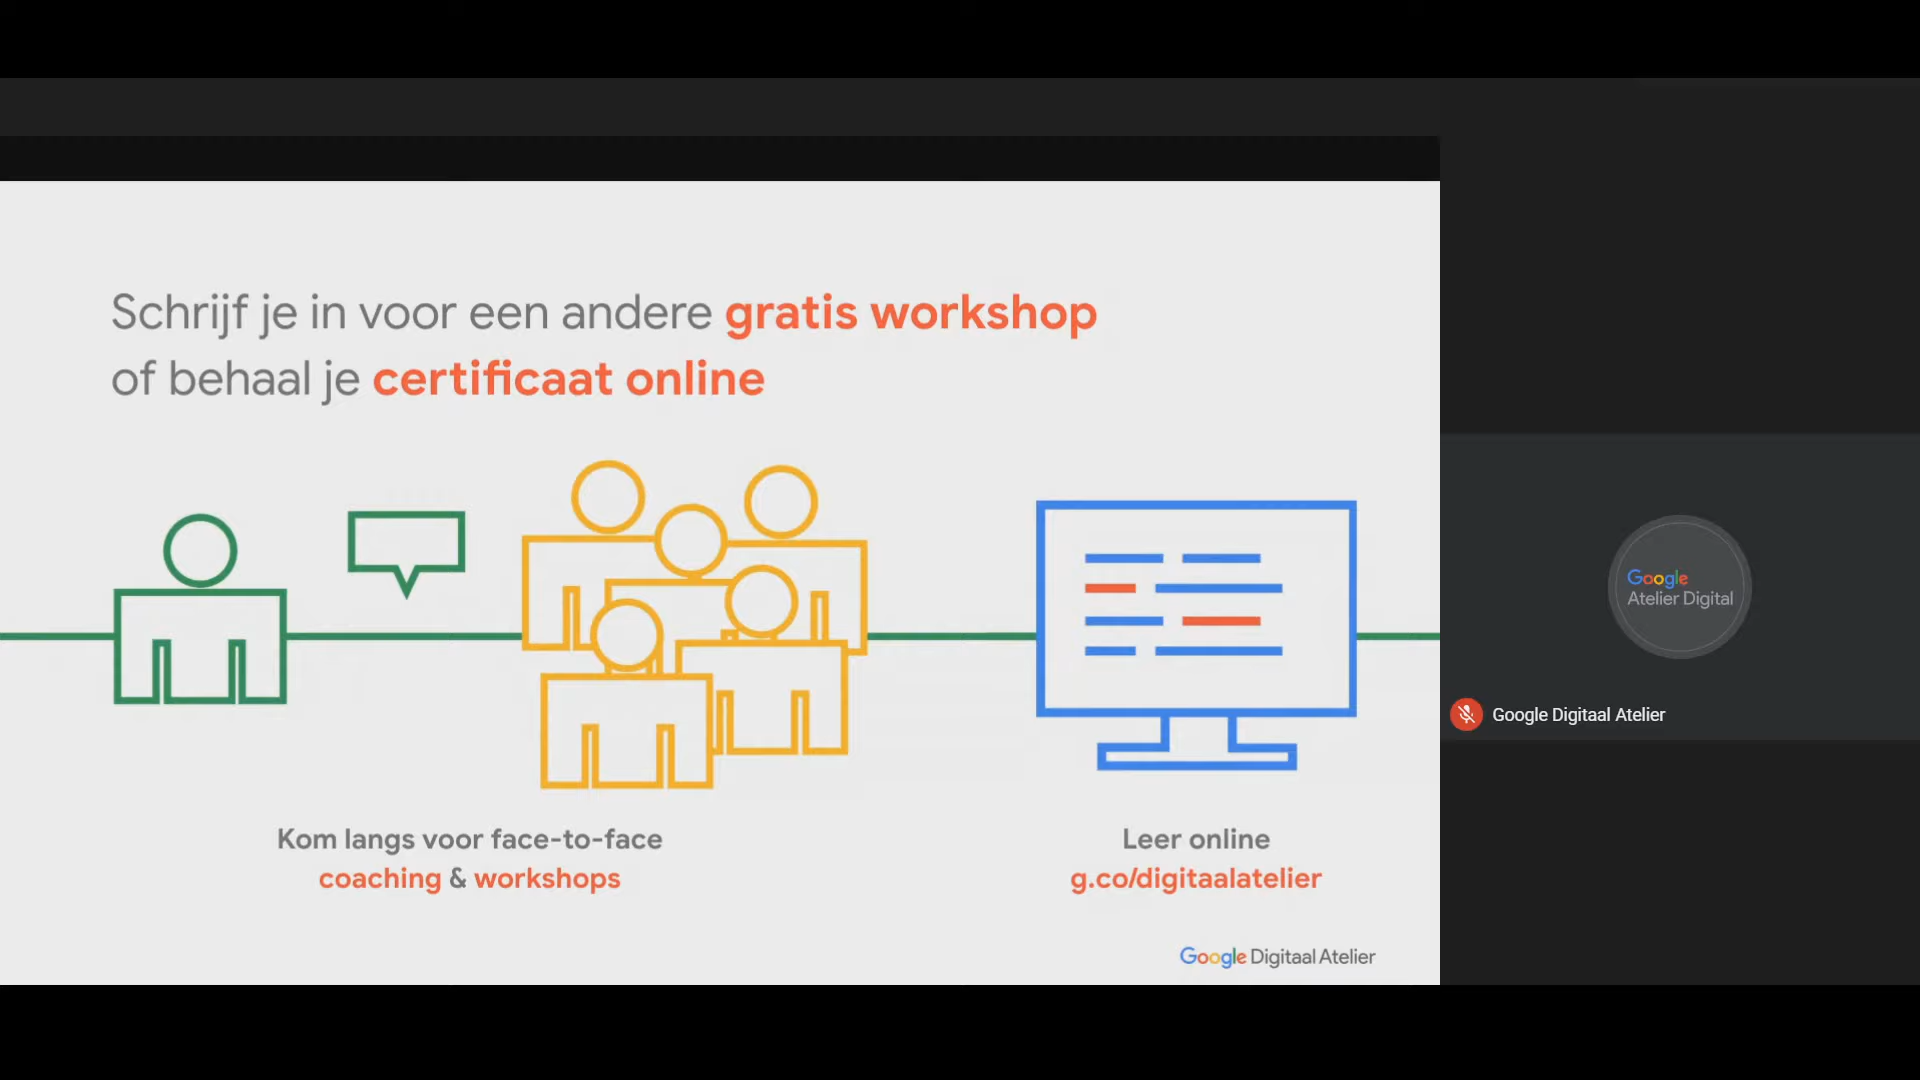 Schrijf je in voor een andere gratis workshop
of behaal je certificaat online
Kom langs voor face-to-face
coaching & workshops
Leer online
g.co/digitaalatelier
Google Digitaal Atelier
Google
Atelier Digital
Google Digitaal Atelier